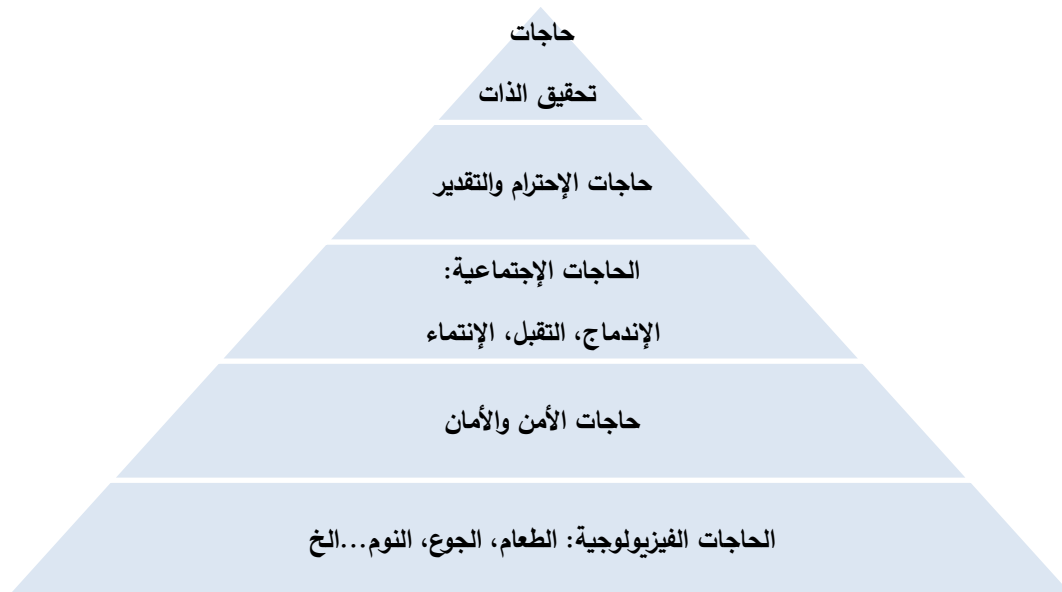 حاجات
تحقيق الذات
حاجات الإحترام والتقدير
الحاجات الإجتماعية:
الإندماج، التقبل، الإنتماء
حاجات الأمن والأمان
الحاجات الفيزيولوجية: الطعام، الجوع، النوم...الخ